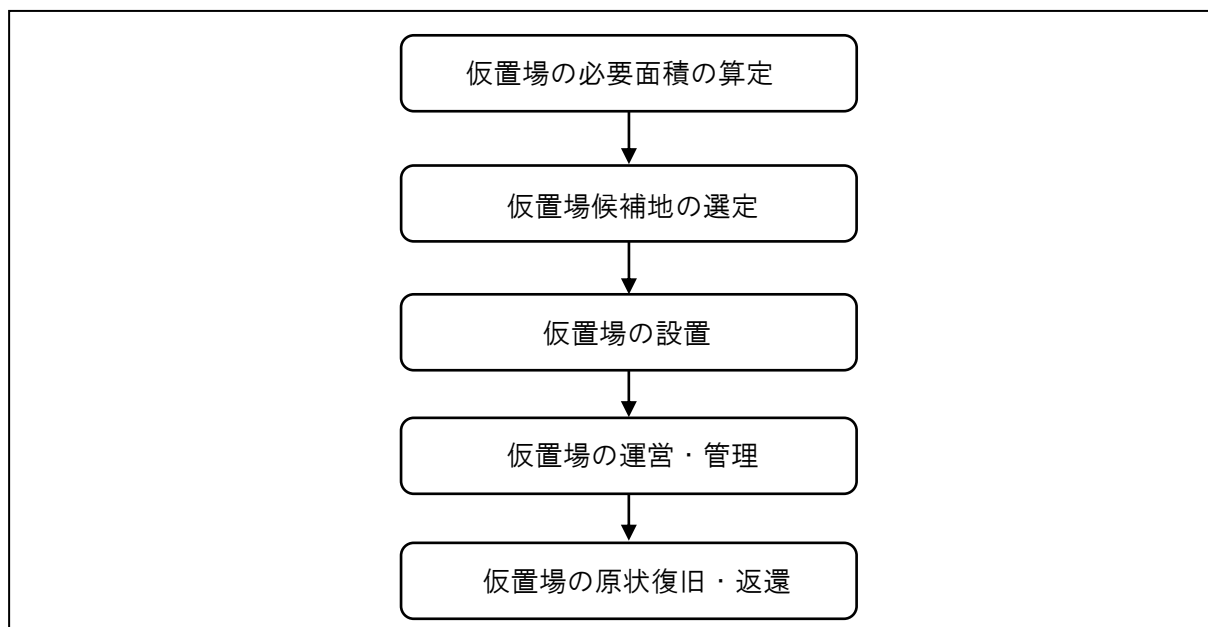 仮置場の必要面積の算定
仮置場候補地の選定
仮置場の設置
仮置場の運営・管理
仮置場の原状復旧・返還